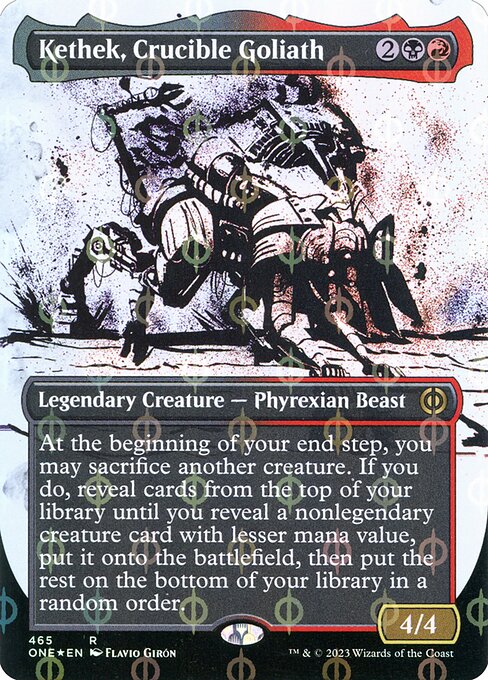 Kethek, Crucible Goliath 2
Legendary Creature — Phyrexian Beast
At the beginning of your end step, you
may sacrifice another creature. If you
do, reveal cards from the top of your
library until you reveal a nonlegendary
creature card with lesser mana value,
put it onto the battlefield, then put the
rest on the bottom of your library in a
random order.
4/4
465 R
ONE★EN Flavio Girón
™ & © 2023 Wizards of the Coast